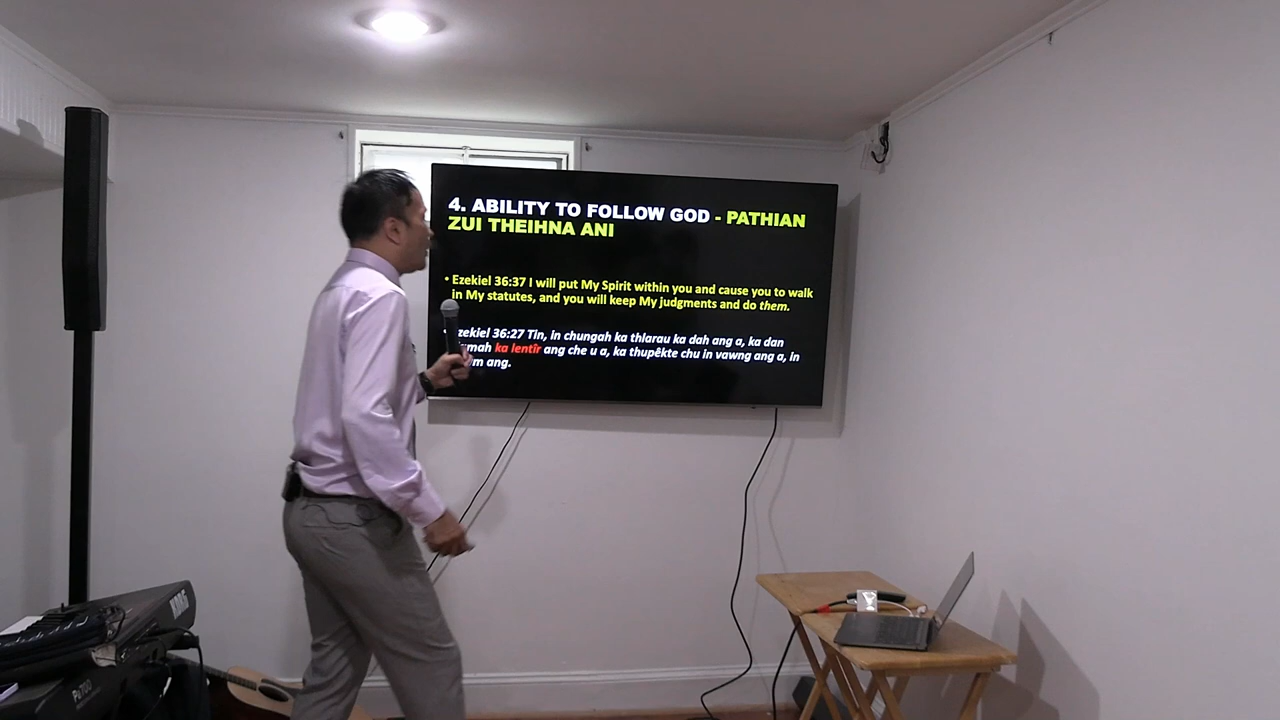 4. ABILITY TO FOLLOW GOD - PATHIAN
ZUI THEIHNA ANI
• Ezekiel 36:37 I will put My Spirit within you and cause you to walk
in My statutes, and you will keep My judgments and do them.
zekiel 36:27 Tin, in chungah ka thlarau ka dah ang a, ka dan
ka lentîr ang che u a, ka thupêkte chu in vawng ang a, in
ang.
KORG